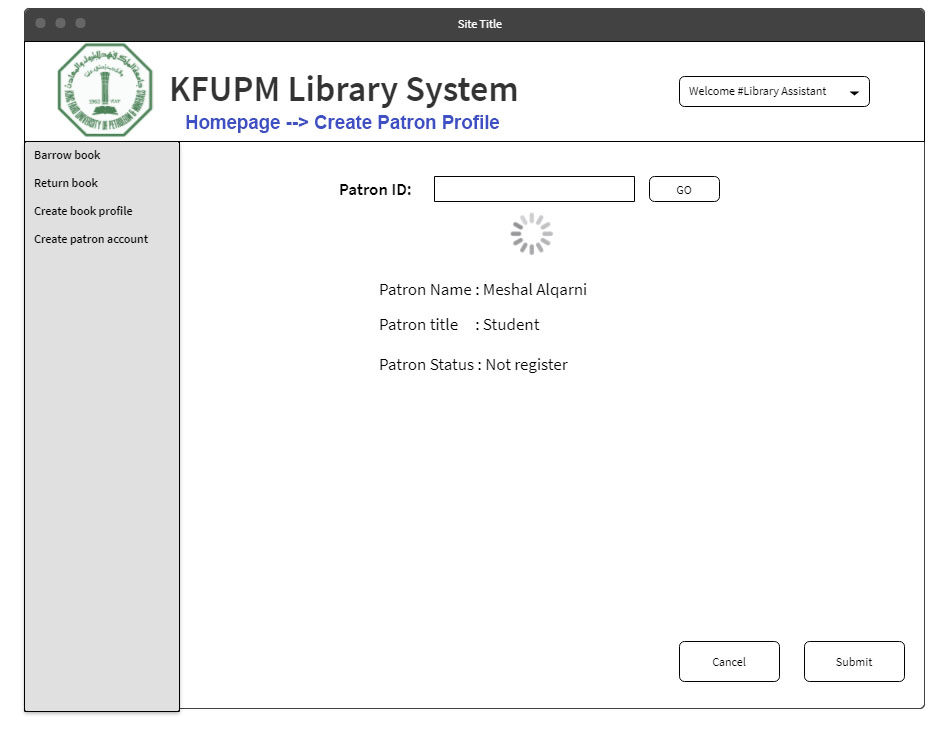 Site Title
KFUPM Library System
Welcome #Library Assistant
Homepage --> Create Patron Profile
Barrow book
Return book
Create book profile
Create patron account
Patron ID:
GO
Patron Name : Meshal Alqarni
Patron title : Student
Patron Status : Not register
Cancel
Submit